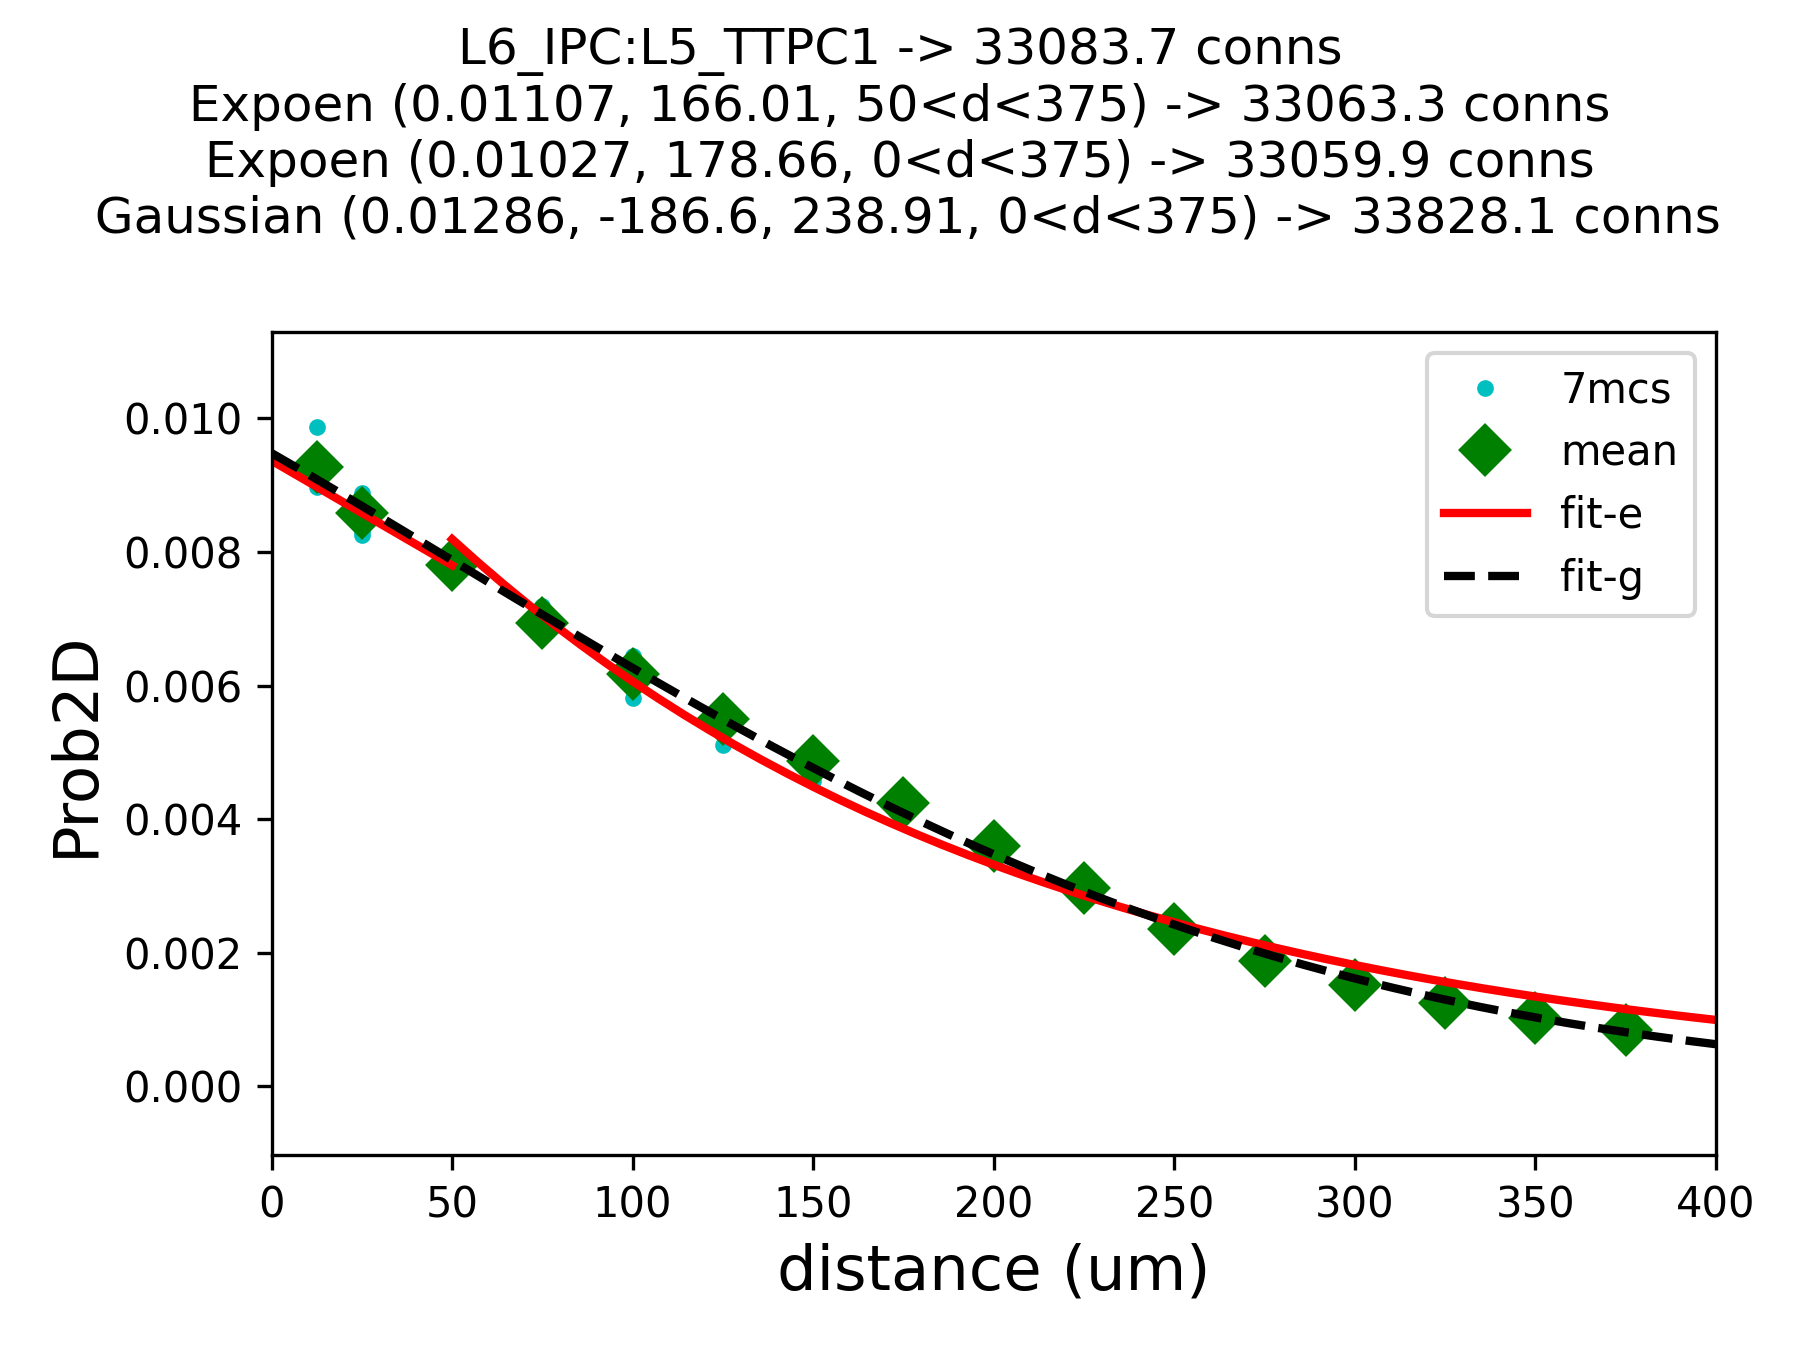 L6_IPC:L5_TTPC1 -> 33083.7 conns
Expoen (0.01107, 166.01, 50<d<375) -> 33063.3 conns
Expoen (0.01027, 178.66, 0<d<375) -> 33059.9 conns
Gaussian (0.01286, -186.6, 238.91, 0<d<375) -> 33828.1 conns
7mcs
mean
fit-e
fit-g
Prob2D
0.010
0.008
0.006
0.004
0.002
0.000
0 50 100 150 200 250 300 350 400
distance (um)